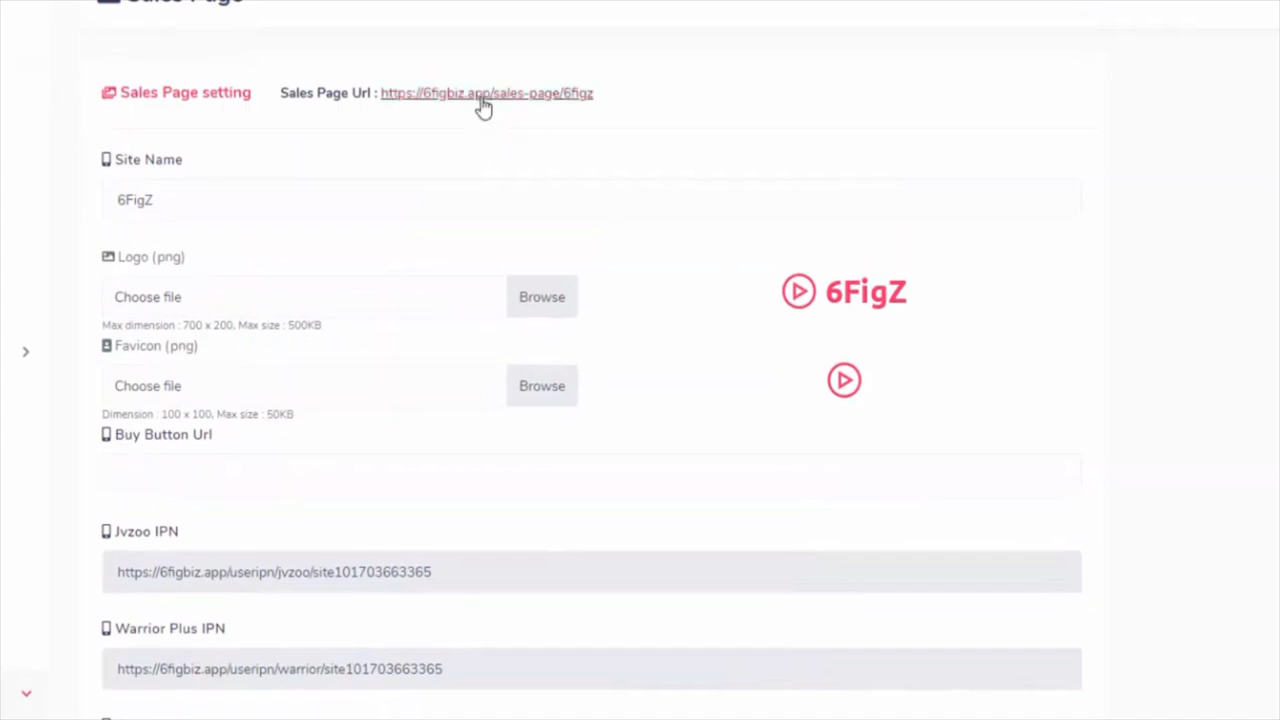 Sales Page
Sales Page setting
Sales Page Url : https://6figbiz.app/sales-page/6figz
Site Name
6FigZ
Logo (png)
Choose file
Browse
6FigZ
Max dimension : 700 x 200, Max size : 500KB
Favicon (png)
Choose file
Browse
Dimension : 100 x 100, Max size : 50KB
Buy Button Url
Jvzoo IPN
https://6figbiz.app/useripn/jvzoo/site101703663365
Warrior Plus IPN
https://6figbiz.app/useripn/warrior/site101703663365